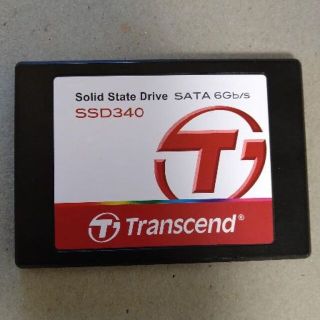 Solid State Drive SATA 6Gb/s
SSD340
Transcend®